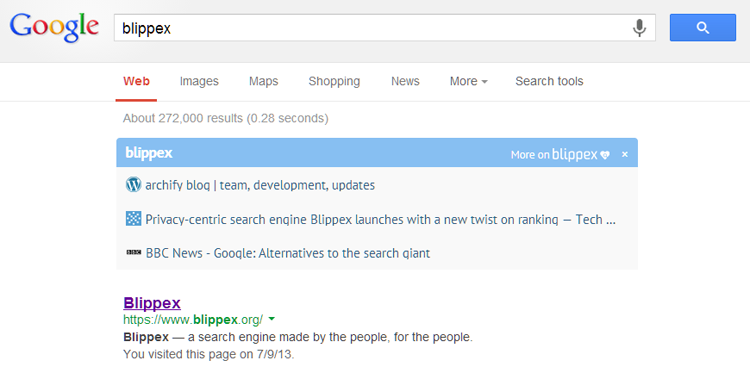 Google blippex
Web Images Maps Shopping News More Search tools
About 272,000 results (0.28 seconds)
blippex More on blippex ×
archify blog | team, development, updates
Privacy-centric search engine Blippex launches with a new twist on ranking — Tech ...
BBC BBC News - Google: Alternatives to the search giant
Blippex
https://www.blippex.org/
Blippex — a search engine made by the people, for the people.
You visited this page on 7/9/13.